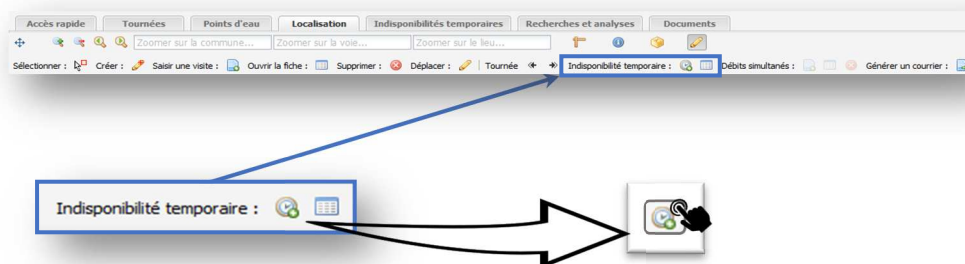 Accès rapide Tournées Points d'eau Localisation Indisponibilités temporaires Recherches et analyses Documents
Zoomer sur la commune... Zoomer sur la voie... Zoomer sur le lieu...
Sélectionner : Créer : Saisir une visite : Ouvrir la fiche : Supprimer : Déplacer : | Tournée Indisponibilité temporaire : Débits simultanés : Générer un courrier :
Indisponibilité temporaire :